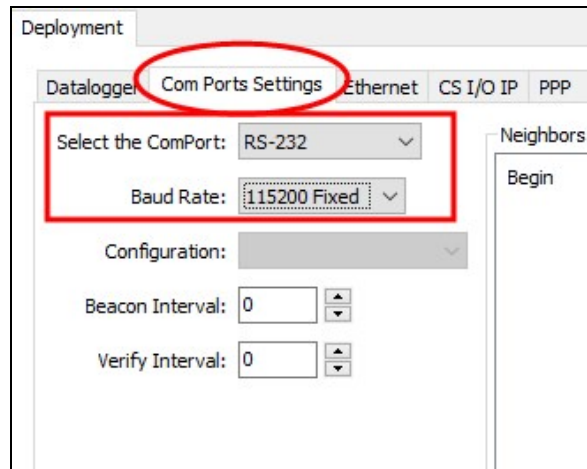 Deployment
Datalogger Com Ports Settings Ethernet CS I/O IP PPP
Select the ComPort: RS-232 Neighbors
Baud Rate: 115200 Fixed Begin
Configuration:
Beacon Interval: 0
Verify Interval: 0